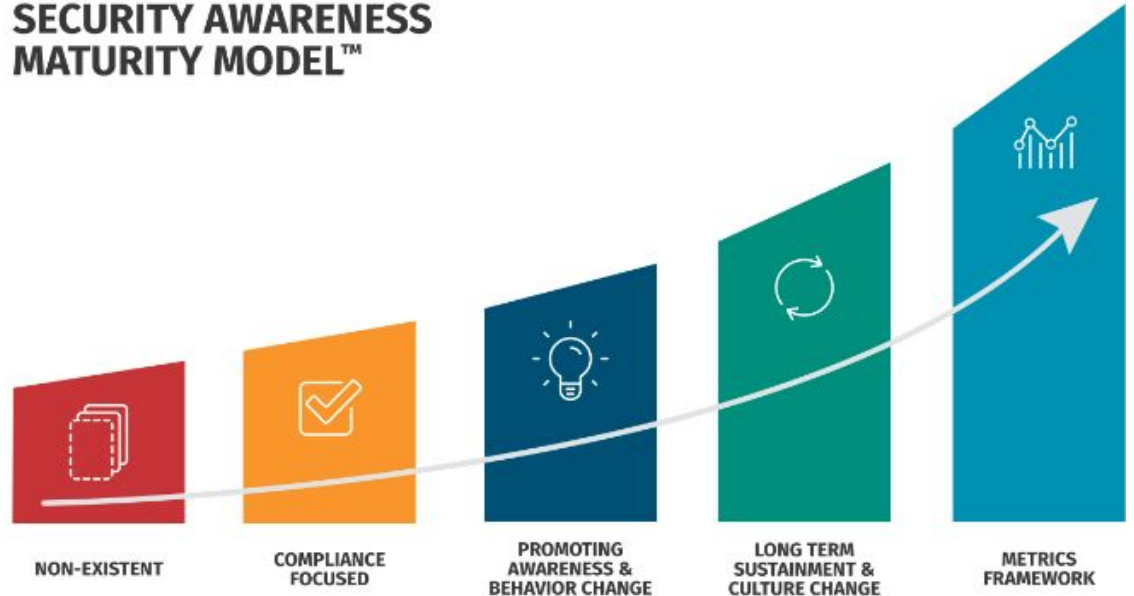 SECURITY AWARENESS
MATURITY MODEL™
NON-EXISTENT
COMPLIANCE
FOCUSED
PROMOTING
AWARENESS &
BEHAVIOR CHANGE
LONG TERM
SUSTAINMENT &
CULTURE CHANGE
METRICS
FRAMEWORK